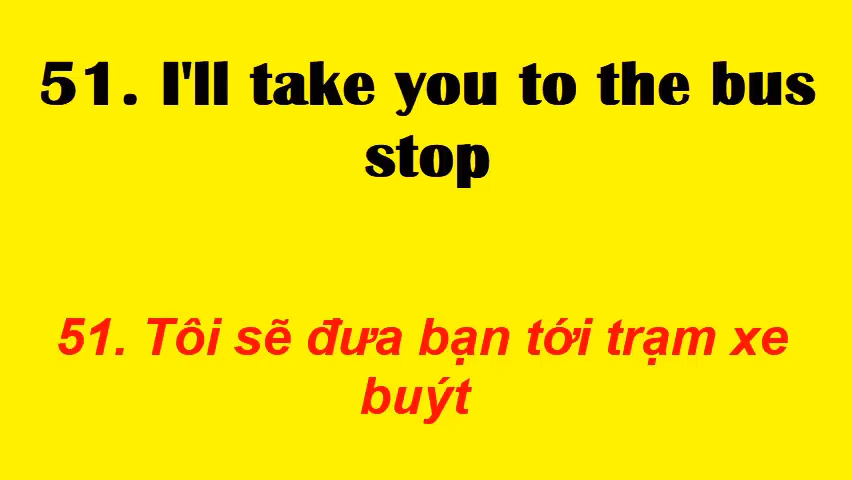 51. I'll take you to the bus
stop
51. Tôi sẽ đưa bạn tới trạm xe
buýt